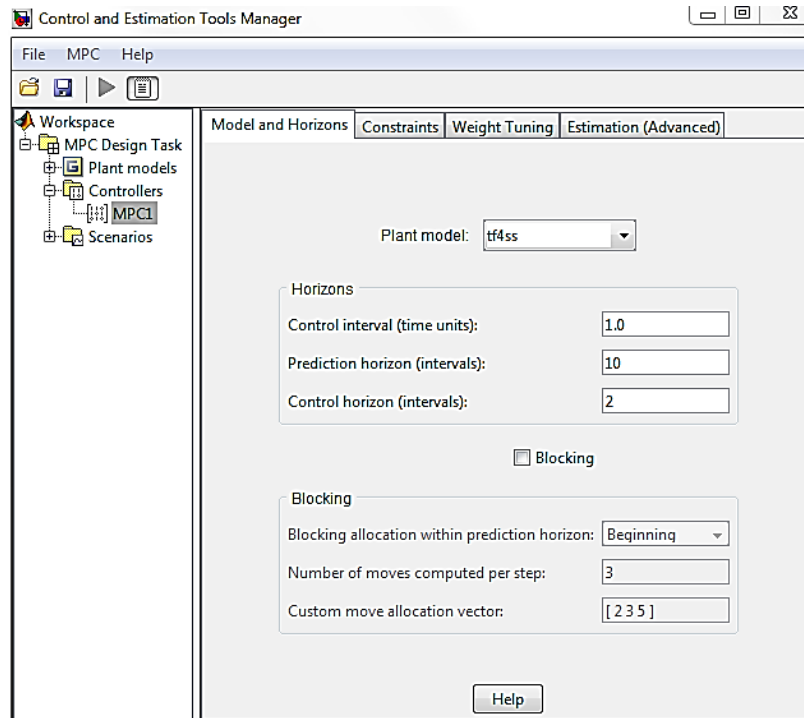 Control and Estimation Tools Manager
File MPC Help
Workspace
MPC Design Task
Plant models
Controllers
MPC1
Scenarios
Model and Horizons Constraints Weight Tuning Estimation (Advanced)
Plant model: tf4ss
Horizons
Control interval (time units): 1.0
Prediction horizon (intervals): 10
Control horizon (intervals): 2
Blocking
Blocking
Blocking allocation within prediction horizon: Beginning
Number of moves computed per step: 3
Custom move allocation vector: [ 2 3 5 ]
Help